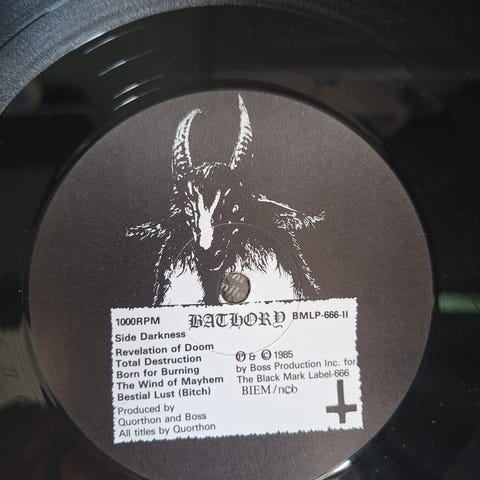 1000RPM BATHORY BMLP-666-II
Side Darkness
Revelation of Doom
Total Destruction
Born for Burning
The Wind of Mayhem
Bestial Lust (Bitch)
Produced by
Quorthon and Boss
All titles by Quorthon
℗ & © 1985
by Boss Production Inc. for
The Black Mark Label-666
BIEM/ncb